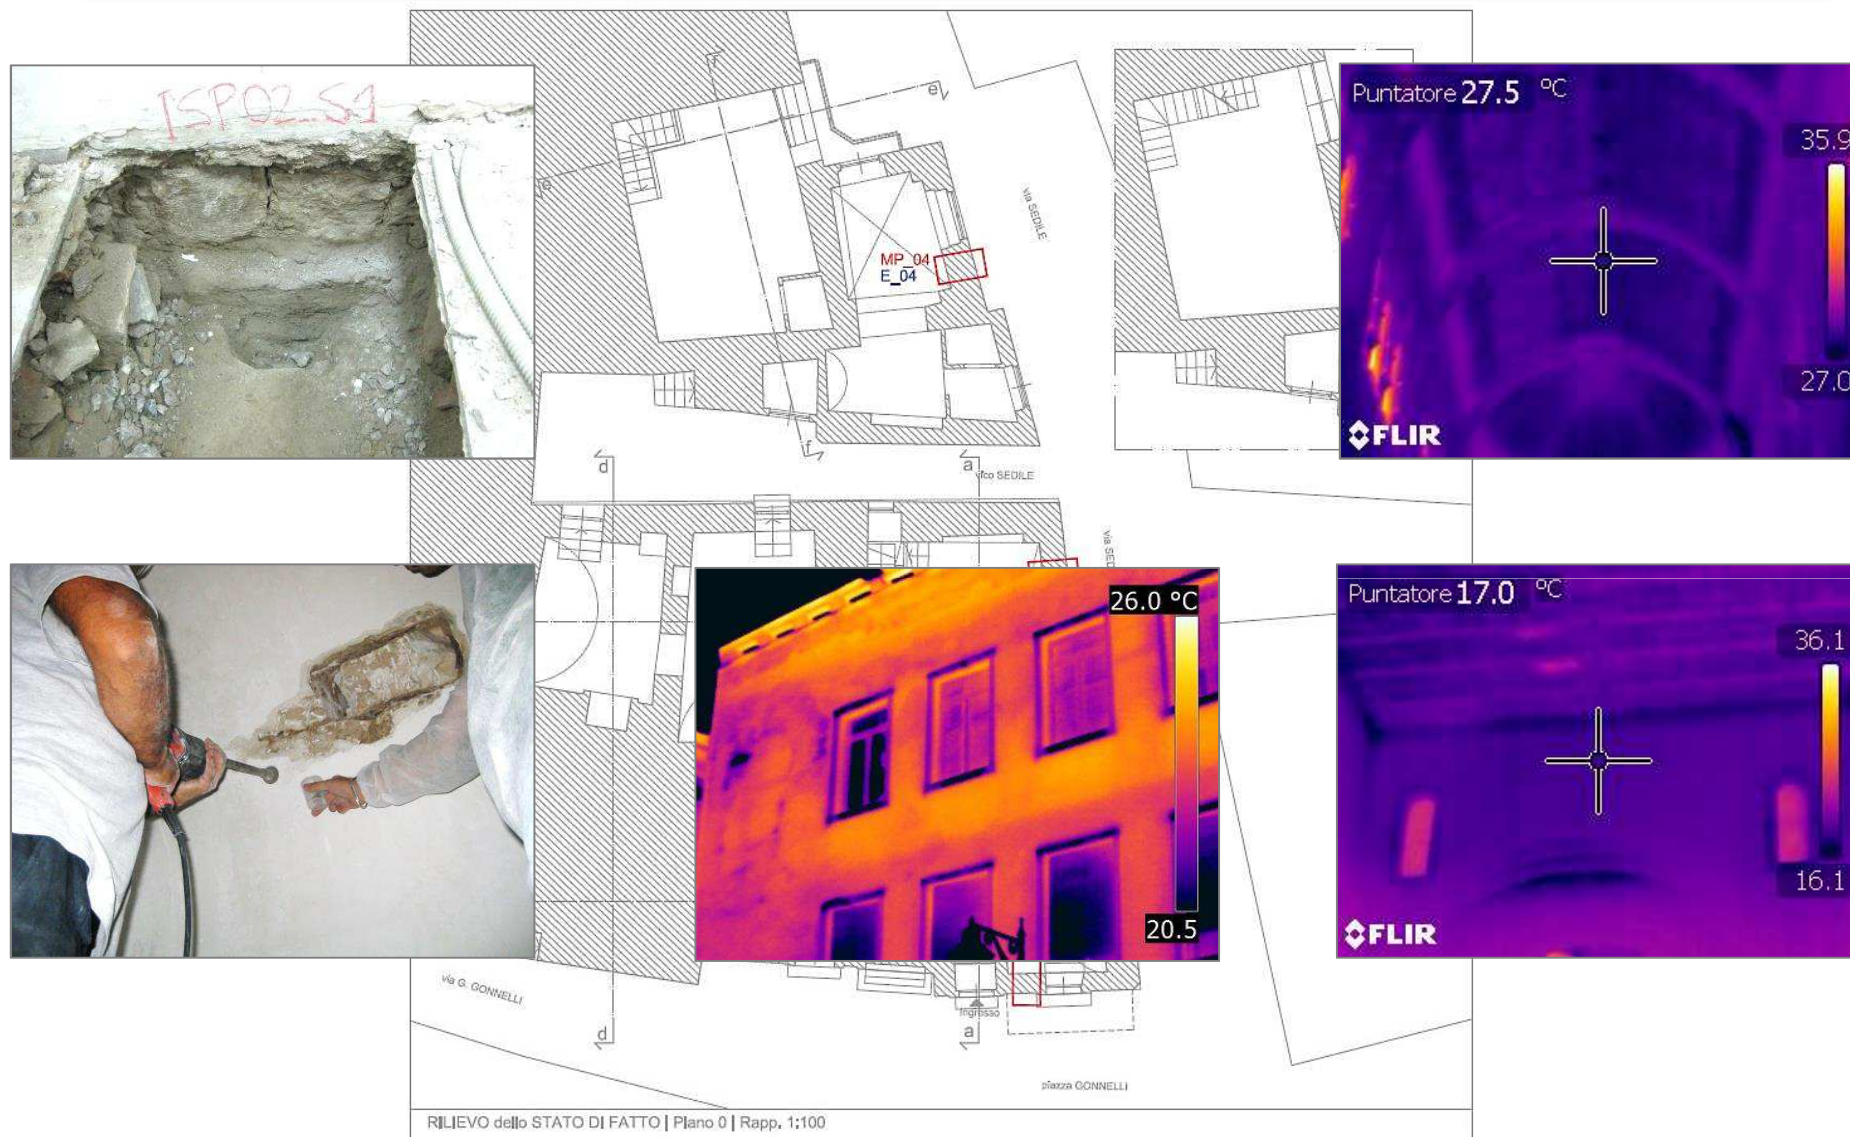 ISP02_S1
f
e
e
via SEDILE
MP_04
E_04
f
d
a
vico SEDILE
Puntatore 27.5 °C
35.9
27.0
FLIR
26.0 °C
20.5
Puntatore 17.0 °C
36.1
16.1
FLIR
via G. GONNELLI
Ingresso
d
a
piazza GONNELLI
RILIEVO dello STATO DI FATTO | Piano 0 | Rapp. 1:100